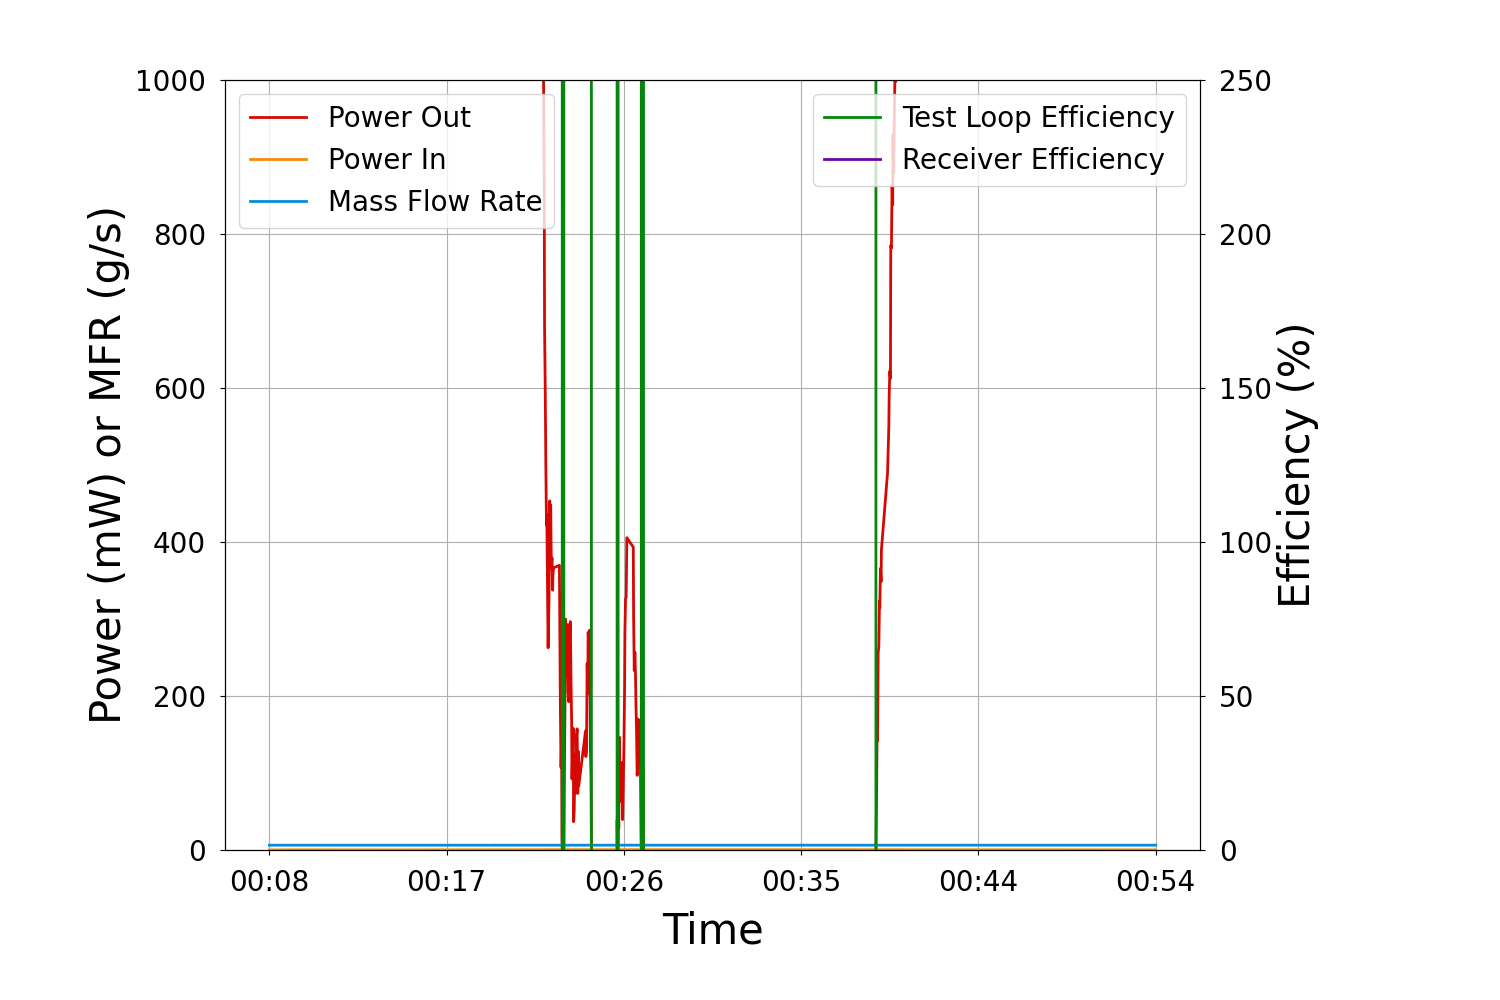 1000
800
600
400
200
0
Power (mW) or MFR (g/s)
Power Out
Power In
Mass Flow Rate
Test Loop Efficiency
Receiver Efficiency
250
200
150
100
50
0
Efficiency (%)
00:08 00:17 00:26 00:35 00:44 00:54
Time